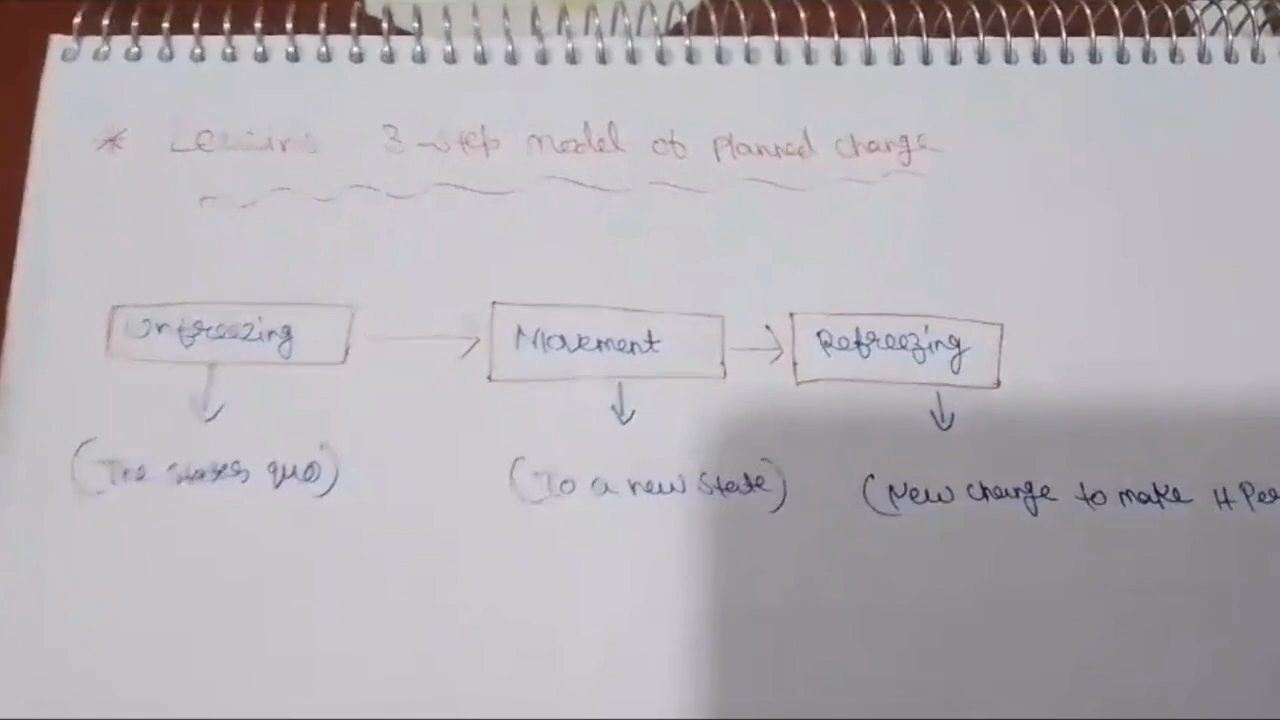 * Lewin's 3-step model of planned change
Unfreezing
Movement
Refreezing
(The status quo)
(To a new state)
(New change to make it Per